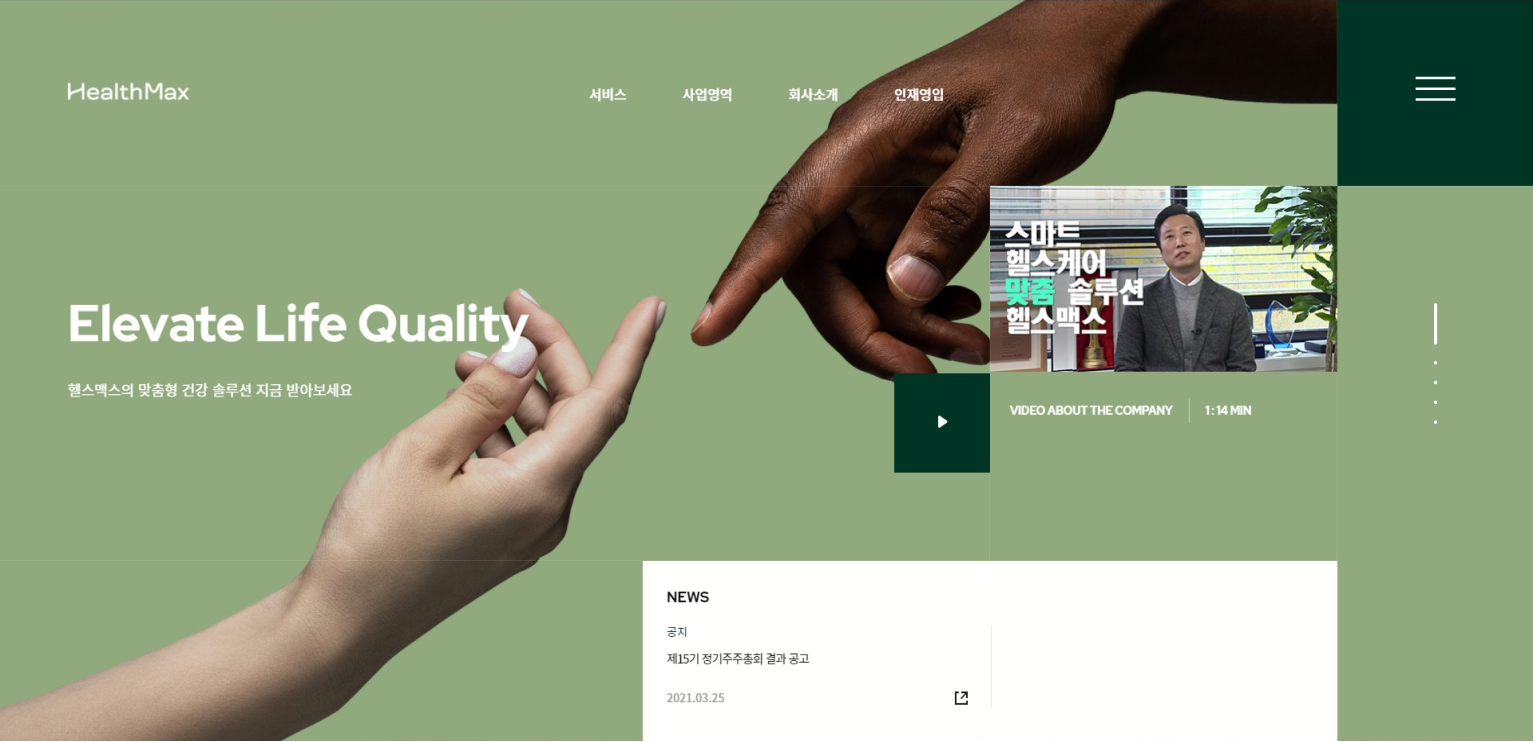 HealthMax
서비스
사업영역
회사소개
인재영입
스마트
헬스케어
맞춤 솔루션
헬스맥스
Elevate Life Quality
헬스맥스의 맞춤형 건강 솔루션 지금 받아보세요
VIDEO ABOUT THE COMPANY
1 : 14 MIN
NEWS
공지
제15기 정기주주총회 결과 공고
2021.03.25